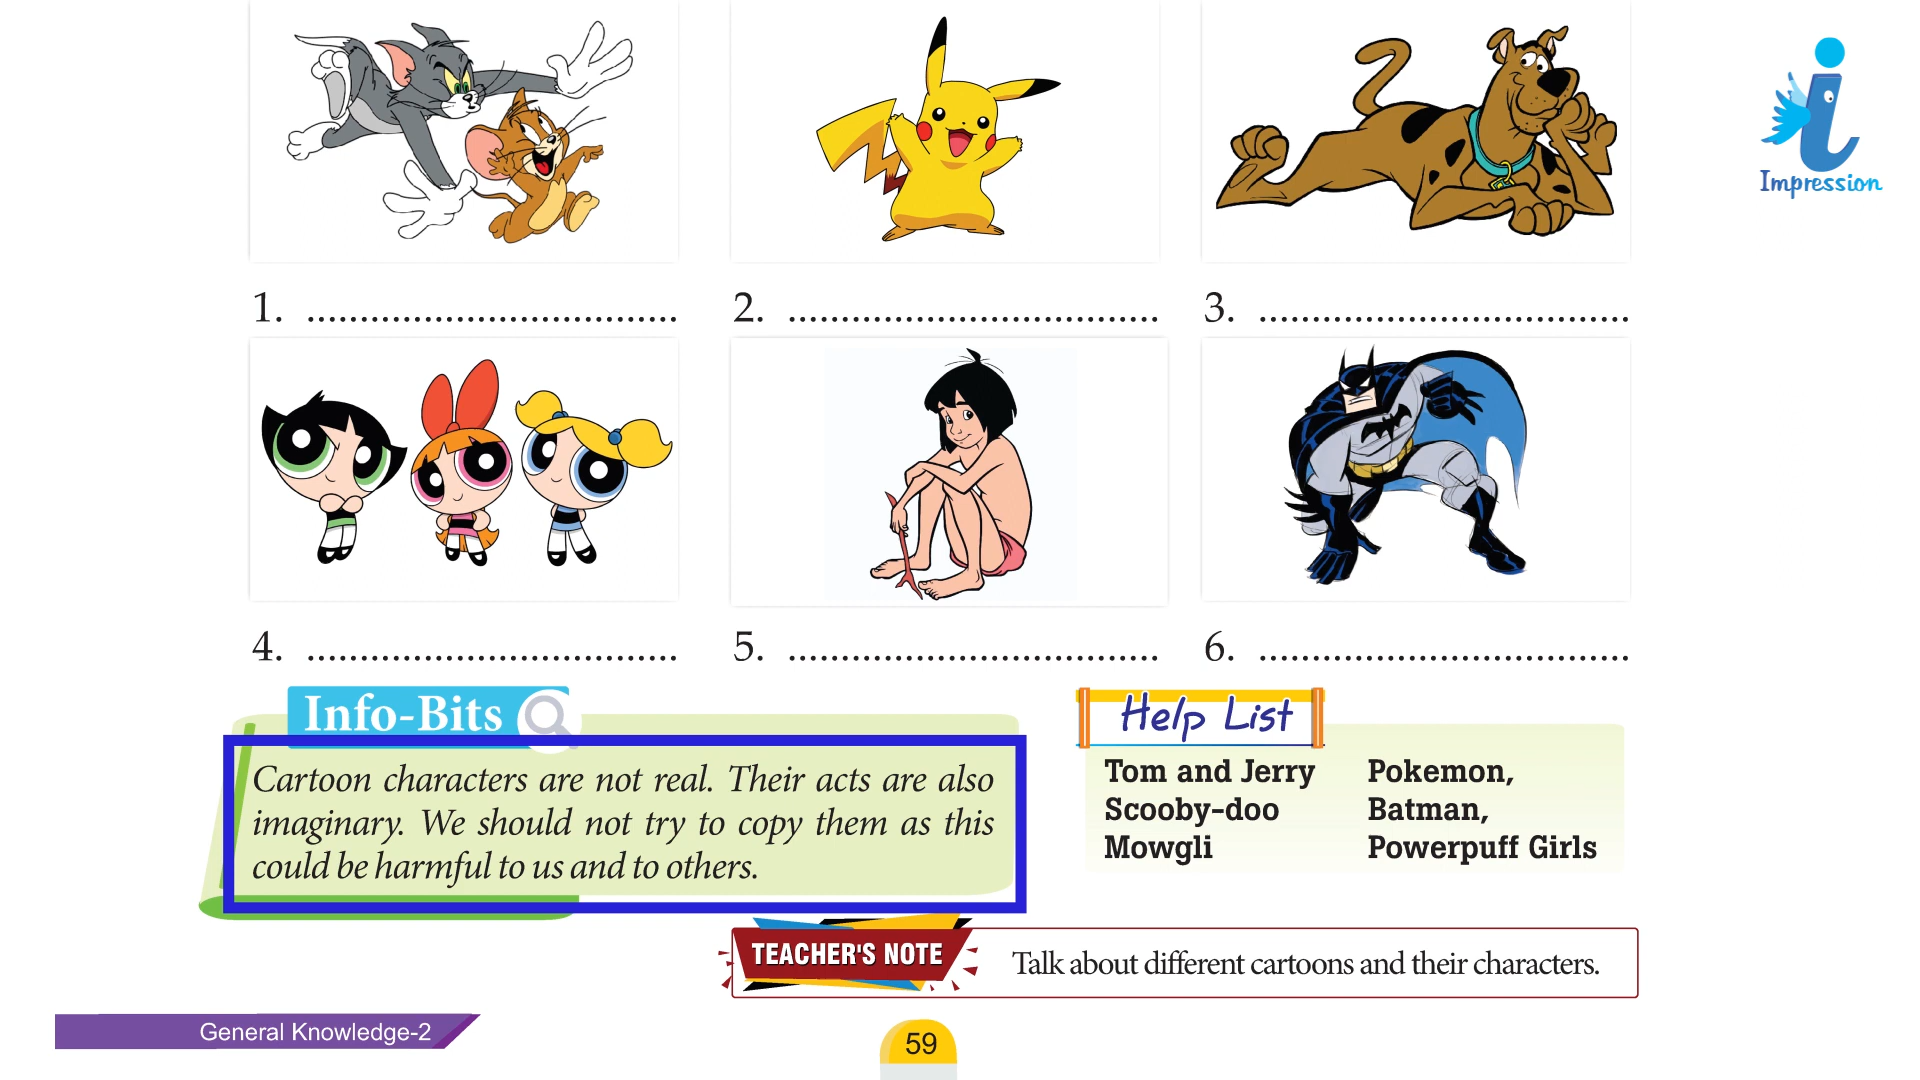 Impression
1. ....................................
2. ....................................
3. ....................................
4. ....................................
5. ....................................
6. ....................................
Info-Bits
Cartoon characters are not real. Their acts are also
imaginary. We should not try to copy them as this
could be harmful to us and to others.
Help List
Tom and Jerry Pokemon,
Scooby-doo Batman,
Mowgli Powerpuff Girls
TEACHER'S NOTE Talk about different cartoons and their characters.
General Knowledge-2
59